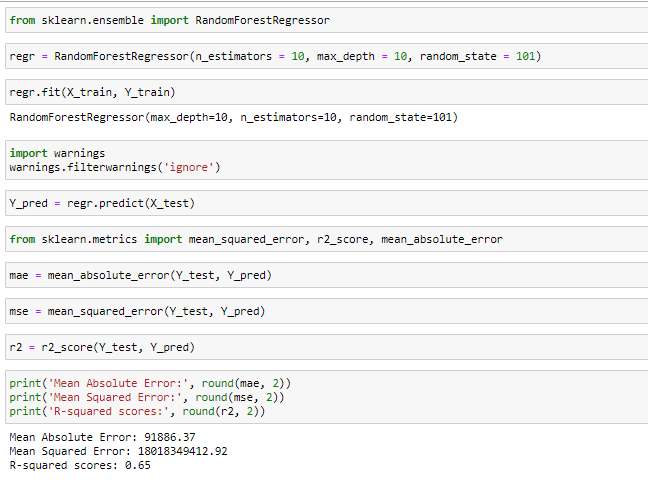 from sklearn.ensemble import RandomForestRegressor
regr = RandomForestRegressor(n_estimators = 10, max_depth = 10, random_state = 101)
regr.fit(X_train, Y_train)
RandomForestRegressor(max_depth=10, n_estimators=10, random_state=101)
import warnings
warnings.filterwarnings('ignore')
Y_pred = regr.predict(X_test)
from sklearn.metrics import mean_squared_error, r2_score, mean_absolute_error
mae = mean_absolute_error(Y_test, Y_pred)
mse = mean_squared_error(Y_test, Y_pred)
r2 = r2_score(Y_test, Y_pred)
print('Mean Absolute Error:', round(mae, 2))
print('Mean Squared Error:', round(mse, 2))
print('R-squared scores:', round(r2, 2))
Mean Absolute Error: 91886.37
Mean Squared Error: 18018349412.92
R-squared scores: 0.65